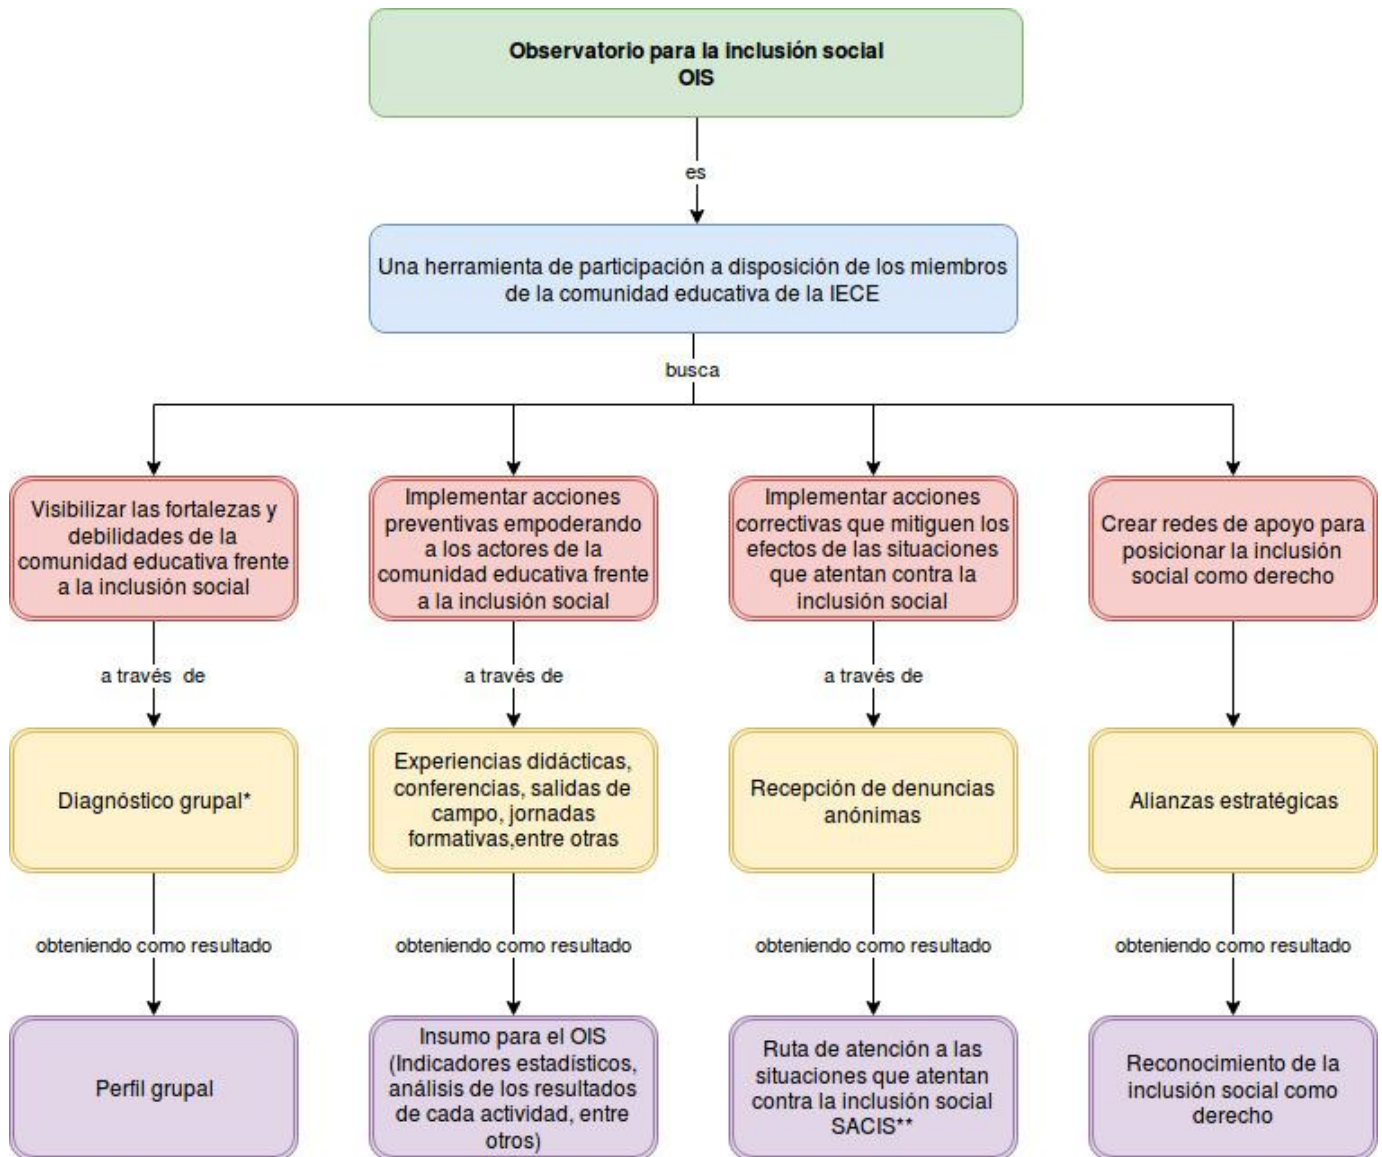 Observatorio para la inclusión social
OIS
es
Una herramienta de participación a disposición de los miembros
de la comunidad educativa de la IECE
busca
Visibilizar las fortalezas y
debilidades de la
comunidad educativa frente
a la inclusión social
Implementar acciones
preventivas empoderando
a los actores de la
comunidad educativa frente
a la inclusión social
Implementar acciones
correctivas que mitiguen los
efectos de las situaciones
que atentan contra la
inclusión social
Crear redes de apoyo para
posicionar la inclusión
social como derecho
a través  de
a través de
a través de
Diagnóstico grupal*
Experiencias didácticas,
conferencias, salidas de
campo, jornadas
formativas,entre otras
Recepción de denuncias
anónimas
Alianzas estratégicas
obteniendo como resultado
obteniendo como resultado
obteniendo como resultado
obteniendo como resultado
Perfil grupal
Insumo para el OIS
(Indicadores estadísticos,
análisis de los resultados
de cada actividad, entre
otros)
Ruta de atención a las
situaciones que atentan
contra la inclusión social
SACIS**
Reconocimiento de la
inclusión social como
derecho